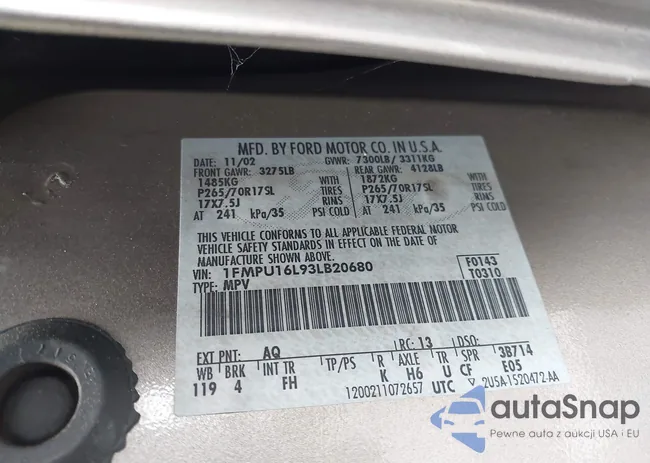 MFD. BY FORD MOTOR CO. IN U.S.A.
DATE: 11/02 GVWR: 7300LB/ 3311KG
FRONT GAWR: 3275LB REAR GAWR: 4128LB
1485KG WITH 1872KG WITH
P265/70R17SL TIRES P265/70R17SL TIRES
17X7.5J RIMS 17X7.5J RIMS
AT 241 kPa/35 PSI COLD AT 241 kPa/35 PSI COLD
THIS VEHICLE CONFORMS TO ALL APPLICABLE FEDERAL MOTOR
VEHICLE SAFETY STANDARDS IN EFFECT ON THE DATE OF
MANUFACTURE SHOWN ABOVE.
VIN: 1FMPU16L93LB20680 F0143
TYPE: MPV T0310
EXT PNT: AQ RC: 13 DSO:
WB BRK INT TR TP/PS R AXLE TR SPR 3B714
119 4 FH K H6 U CF E05
1200211072657 UTC 2USA-1520472-AA
autoSnap
Pewne auta z aukcji USA i EU